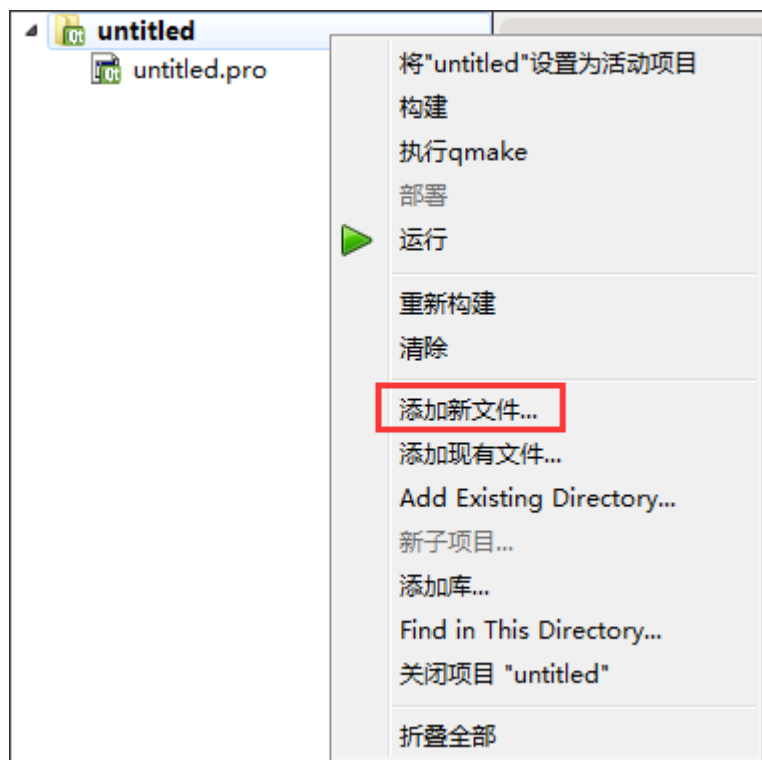 untitled
untitled.pro
将"untitled"设置为活动项目
构建
执行qmake
部署
运行
重新构建
清除
添加新文件...
添加现有文件...
Add Existing Directory...
新子项目...
添加库...
Find in This Directory...
关闭项目 "untitled"
折叠全部